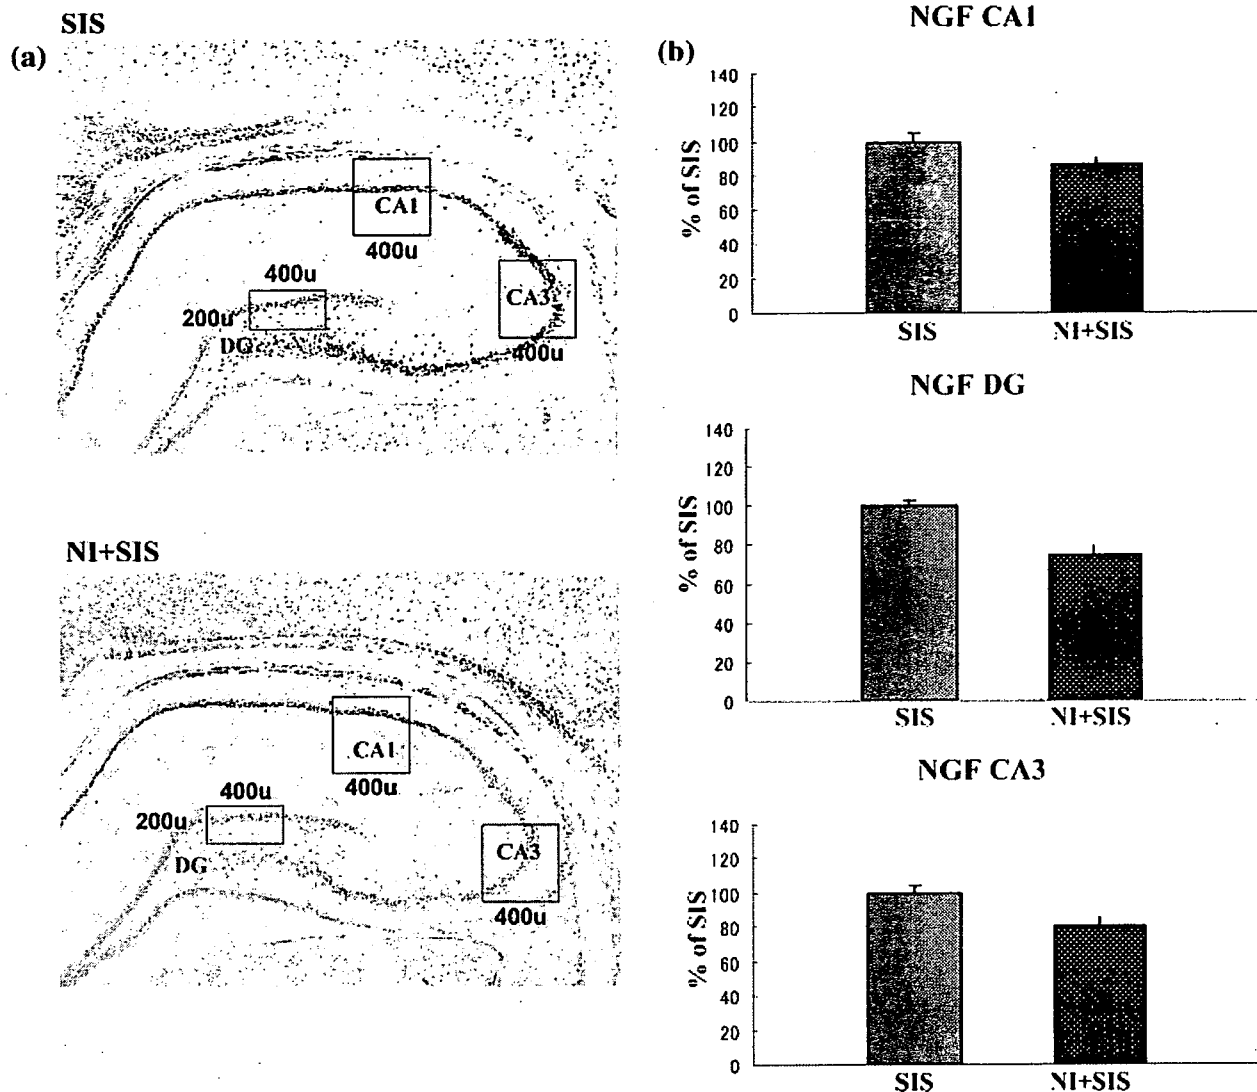 SIS
(a)
CA1
400u
400u
CA3
200u
DG
400u
NI+SIS
CA1
400u
400u
200u
CA3
DG
400u
(b)
NGF CA1
% of SIS
140
120
100
80
60
40
20
0
SIS
NI+SIS
NGF DG
% of SIS
140
120
100
80
60
40
20
0
SIS
NI+SIS
NGF CA3
% of SIS
140
120
100
80
60
40
20
0
SIS
NI+SIS